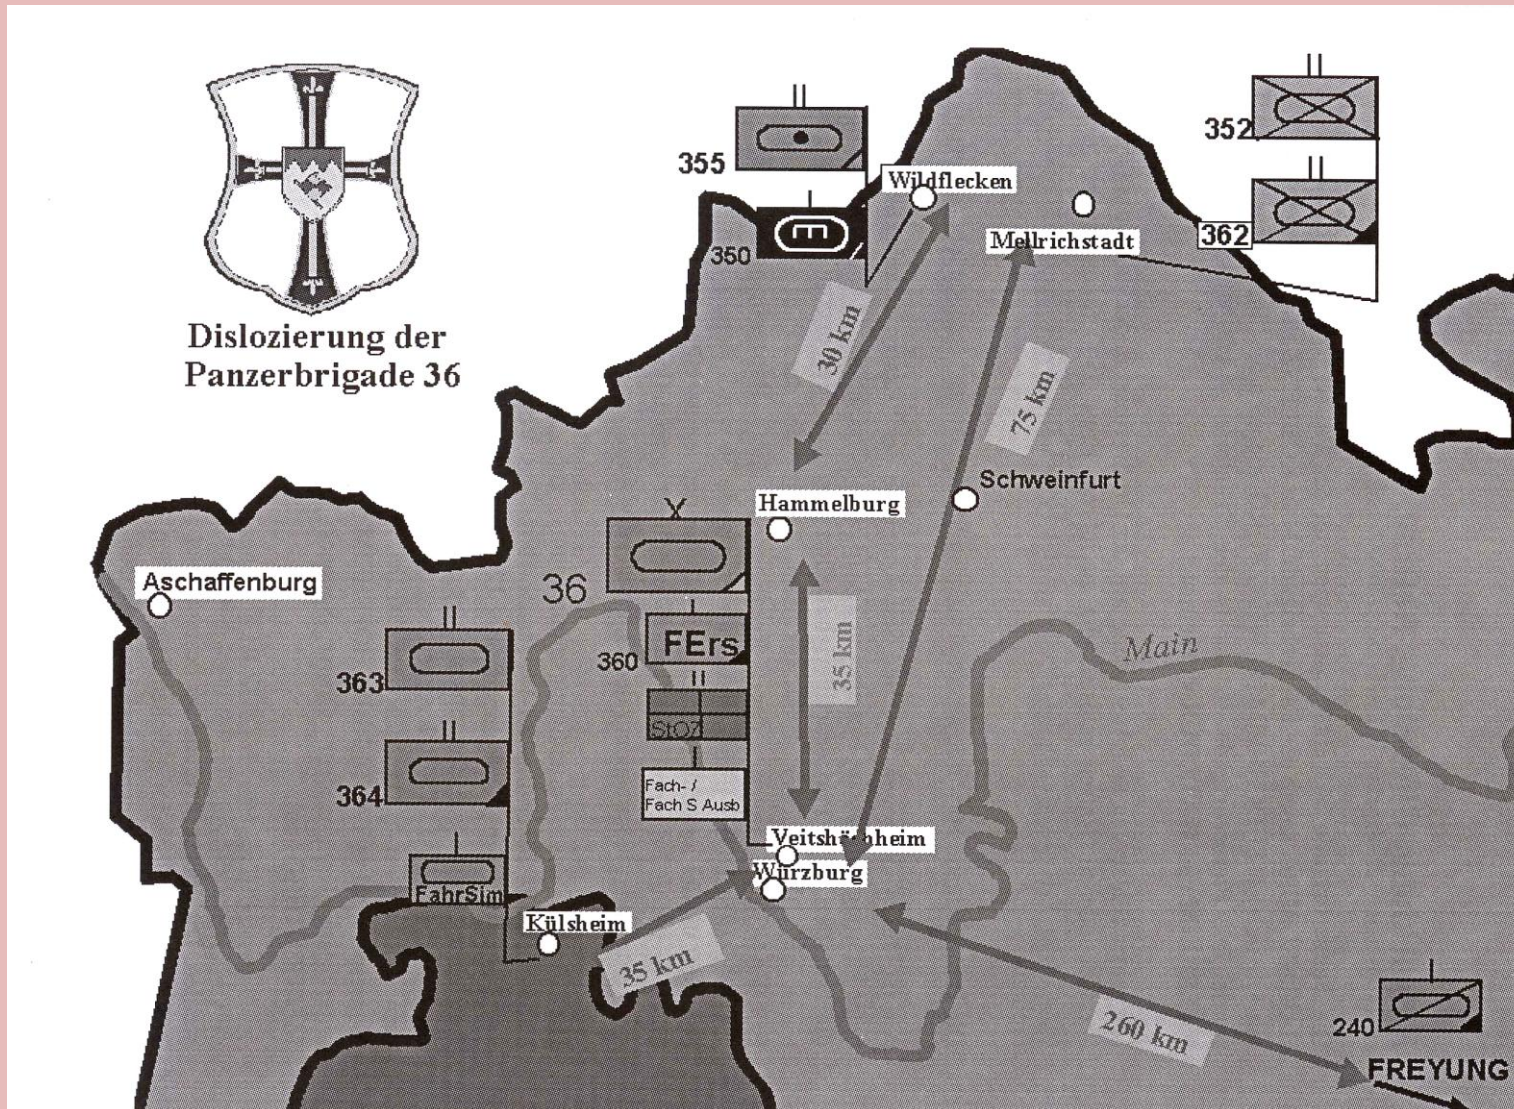 Dislozierung der
Panzerbrigade 36
355
350
Wildflecken
Mellrichstadt
352
362
30 km
75 km
Schweinfurt
Hammelburg
X
36
Aschaffenburg
363
364
FahrSim
360
FErs
StOZ
Fach- /
Fach S Ausb
35 km
Main
Veitshöchheim
Würzburg
Külsheim
35 km
260 km
240
FREYUNG